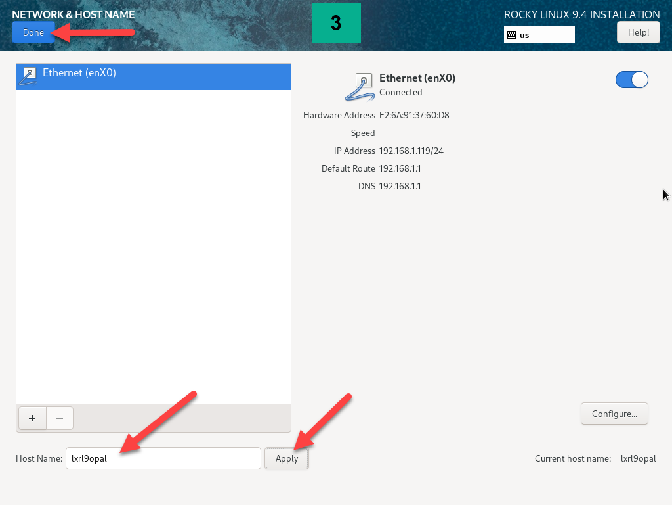 NETWORK & HOST NAME
Done
3
ROCKY LINUX 9.4 INSTALLATION
us
Help!
Ethernet (enX0)
Ethernet (enX0)
Connected
Hardware Address E2:6A:91:37:60:D8
Speed
IP Address 192.168.1.119/24
Default Route 192.168.1.1
DNS 192.168.1.1
+ −
Configure...
Host Name: lxrl9opal Apply
Current host name: lxrl9opal